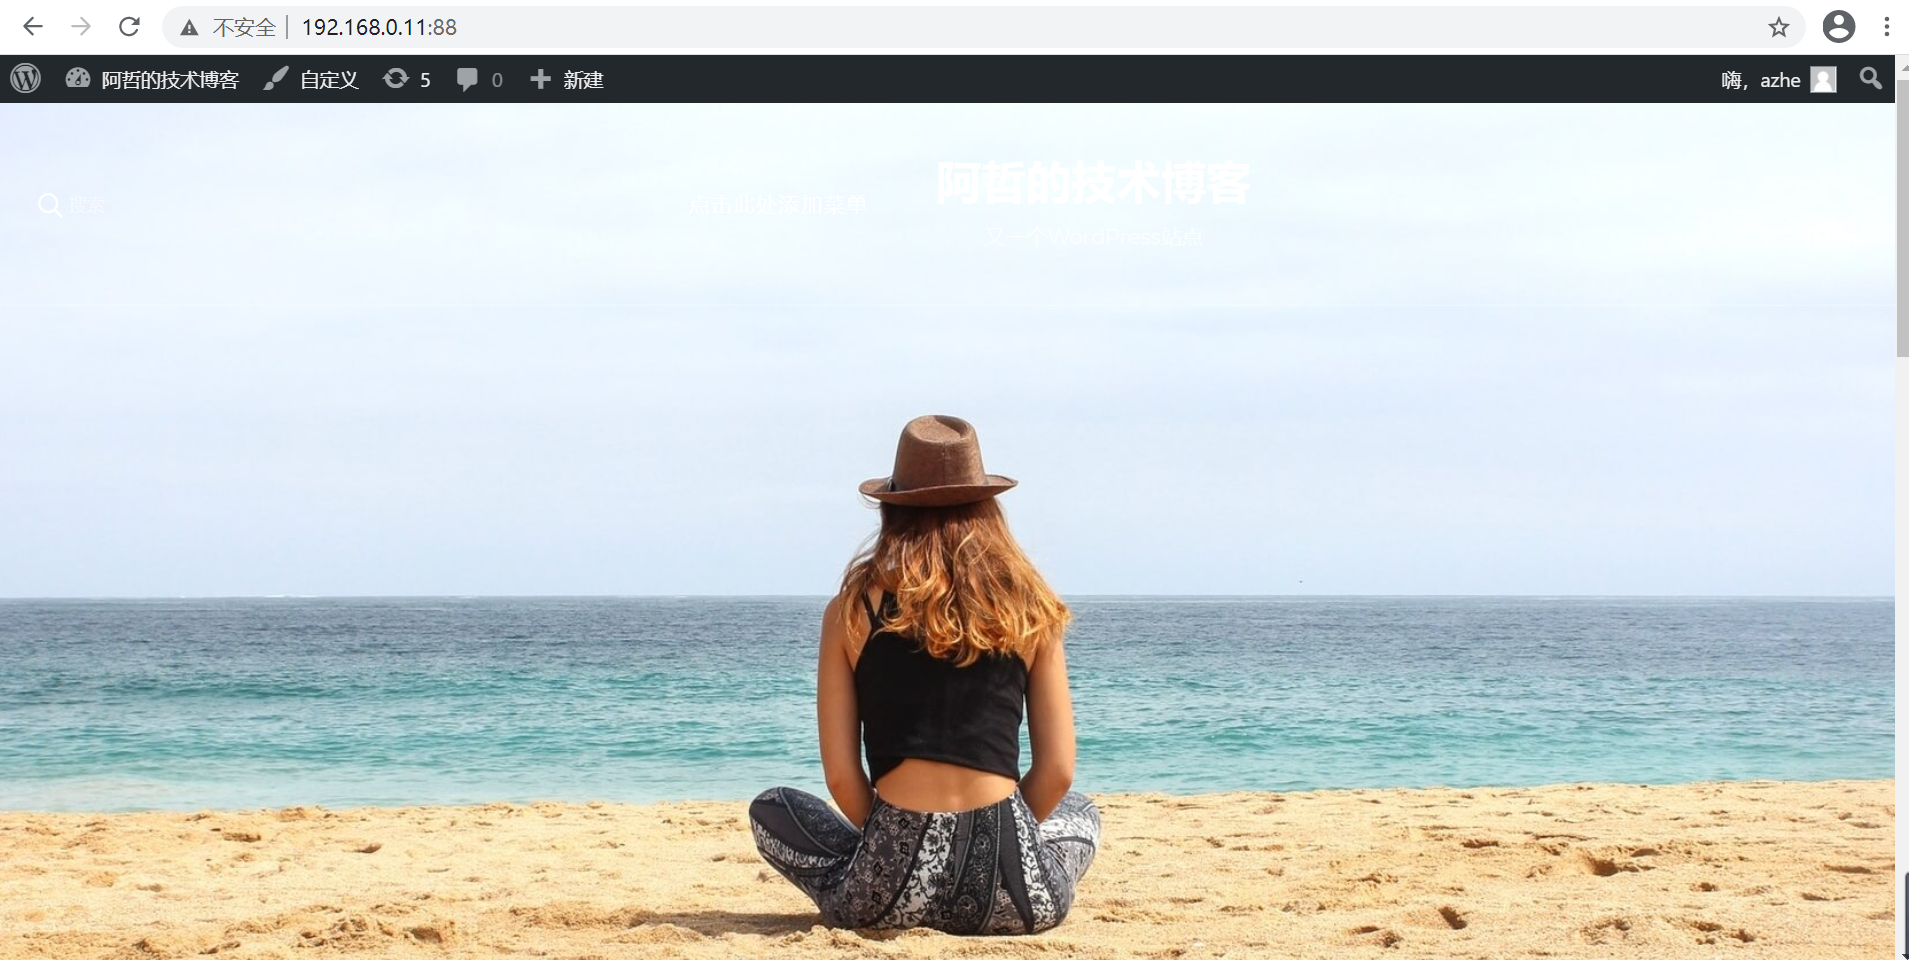 不安全 192.168.0.11:88
阿哲的技术博客 自定义 5 0 新建 嗨，azhe
阿哲的技术博客
搜索 点击此处添加菜单
又一个WordPress站点